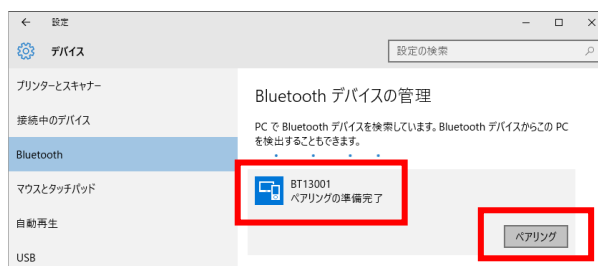 ← 設定
デバイス
設定の検索
プリンターとスキャナー
接続中のデバイス
Bluetooth
マウスとタッチパッド
自動再生
USB
Bluetooth デバイスの管理
PC で Bluetooth デバイスを検索しています。Bluetooth デバイスからこの PC
を検出することもできます。
BT13001
ペアリングの準備完了
ペアリング